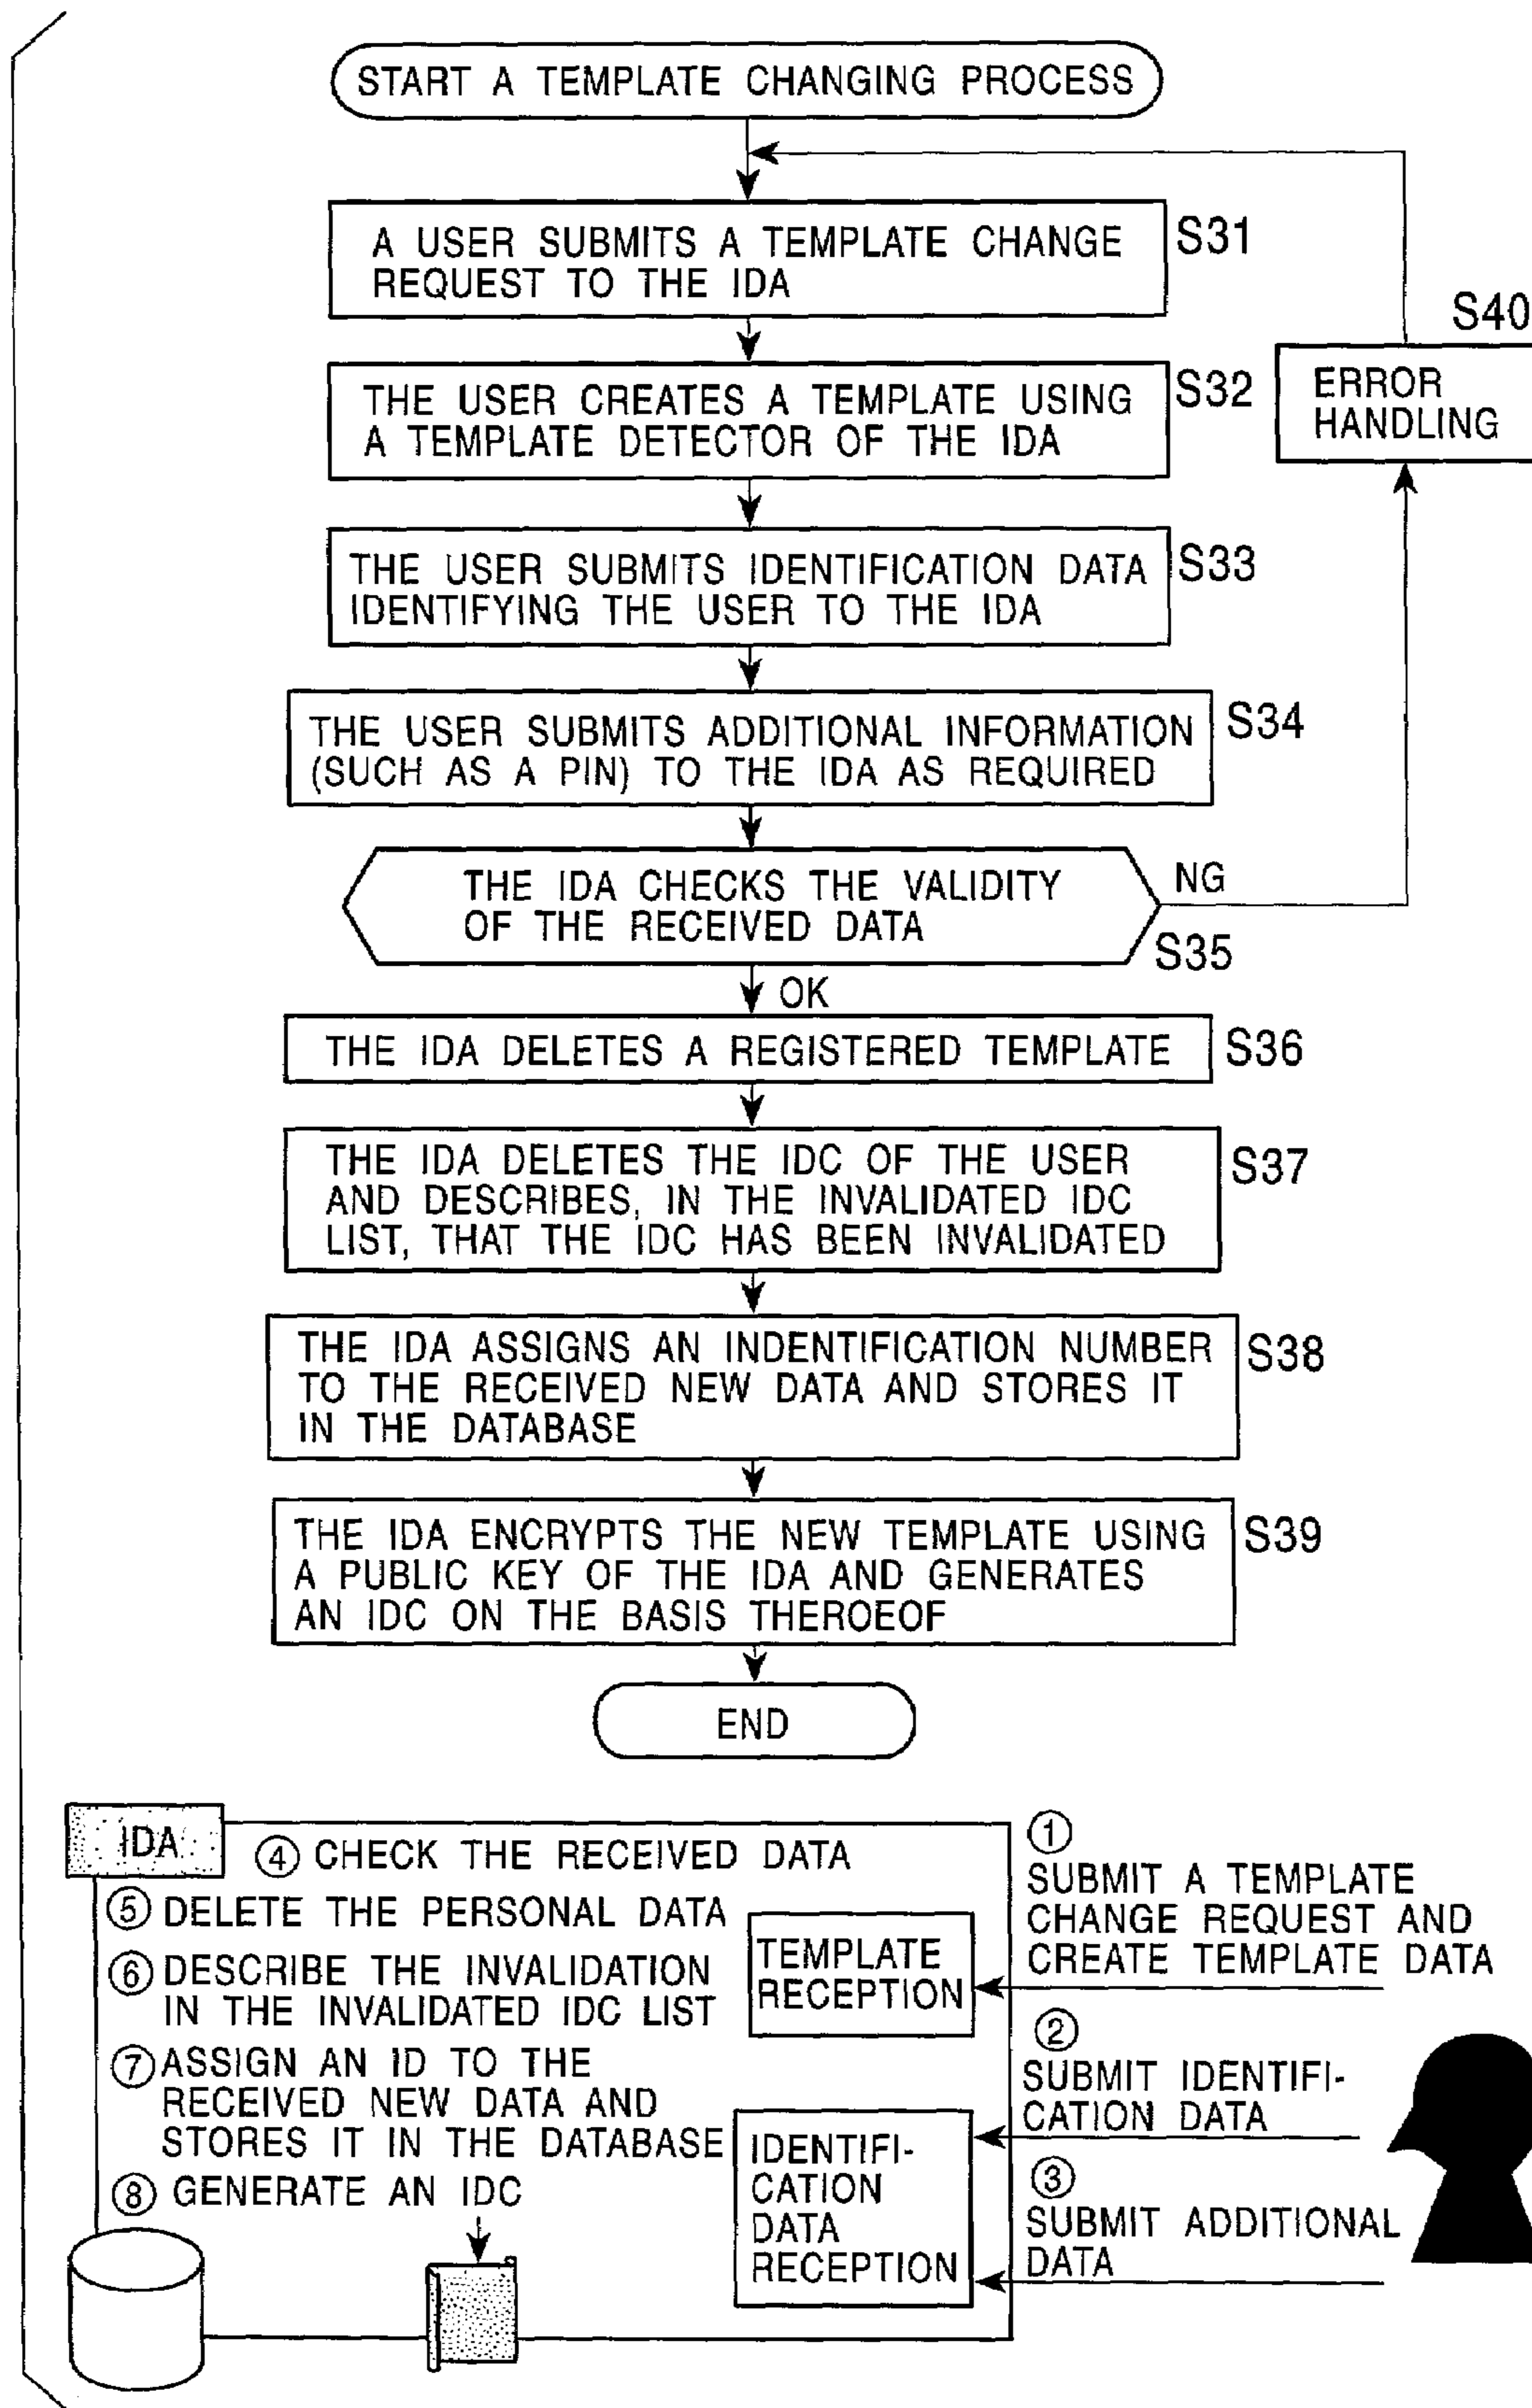 START A TEMPLATE CHANGING PROCESS
A USER SUBMITS A TEMPLATE CHANGE
REQUEST TO THE IDA
S31
S40
ERROR
HANDLING
THE USER CREATES A TEMPLATE USING
A TEMPLATE DETECTOR OF THE IDA
S32
THE USER SUBMITS IDENTIFICATION DATA
IDENTIFYING THE USER TO THE IDA
S33
THE USER SUBMITS ADDITIONAL INFORMATION
(SUCH AS A PIN) TO THE IDA AS REQUIRED
S34
THE IDA CHECKS THE VALIDITY
OF THE RECEIVED DATA
NG
S35
OK
THE IDA DELETES A REGISTERED TEMPLATE
S36
THE IDA DELETES THE IDC OF THE USER
AND DESCRIBES, IN THE INVALIDATED IDC
LIST, THAT THE IDC HAS BEEN INVALIDATED
S37
THE IDA ASSIGNS AN INDENTIFICATION NUMBER
TO THE RECEIVED NEW DATA AND STORES IT
IN THE DATABASE
S38
THE IDA ENCRYPTS THE NEW TEMPLATE USING
A PUBLIC KEY OF THE IDA AND GENERATES
AN IDC ON THE BASIS THEROEOF
S39
END
IDA
④ CHECK THE RECEIVED DATA
⑤ DELETE THE PERSONAL DATA
⑥ DESCRIBE THE INVALIDATION
IN THE INVALIDATED IDC LIST
⑦ ASSIGN AN ID TO THE
RECEIVED NEW DATA AND
STORES IT IN THE DATABASE
⑧ GENERATE AN IDC
TEMPLATE
RECEPTION
IDENTIFI-
CATION
DATA
RECEPTION
①
SUBMIT A TEMPLATE
CHANGE REQUEST AND
CREATE TEMPLATE DATA
②
SUBMIT IDENTIFI-
CATION DATA
③
SUBMIT ADDITIONAL
DATA